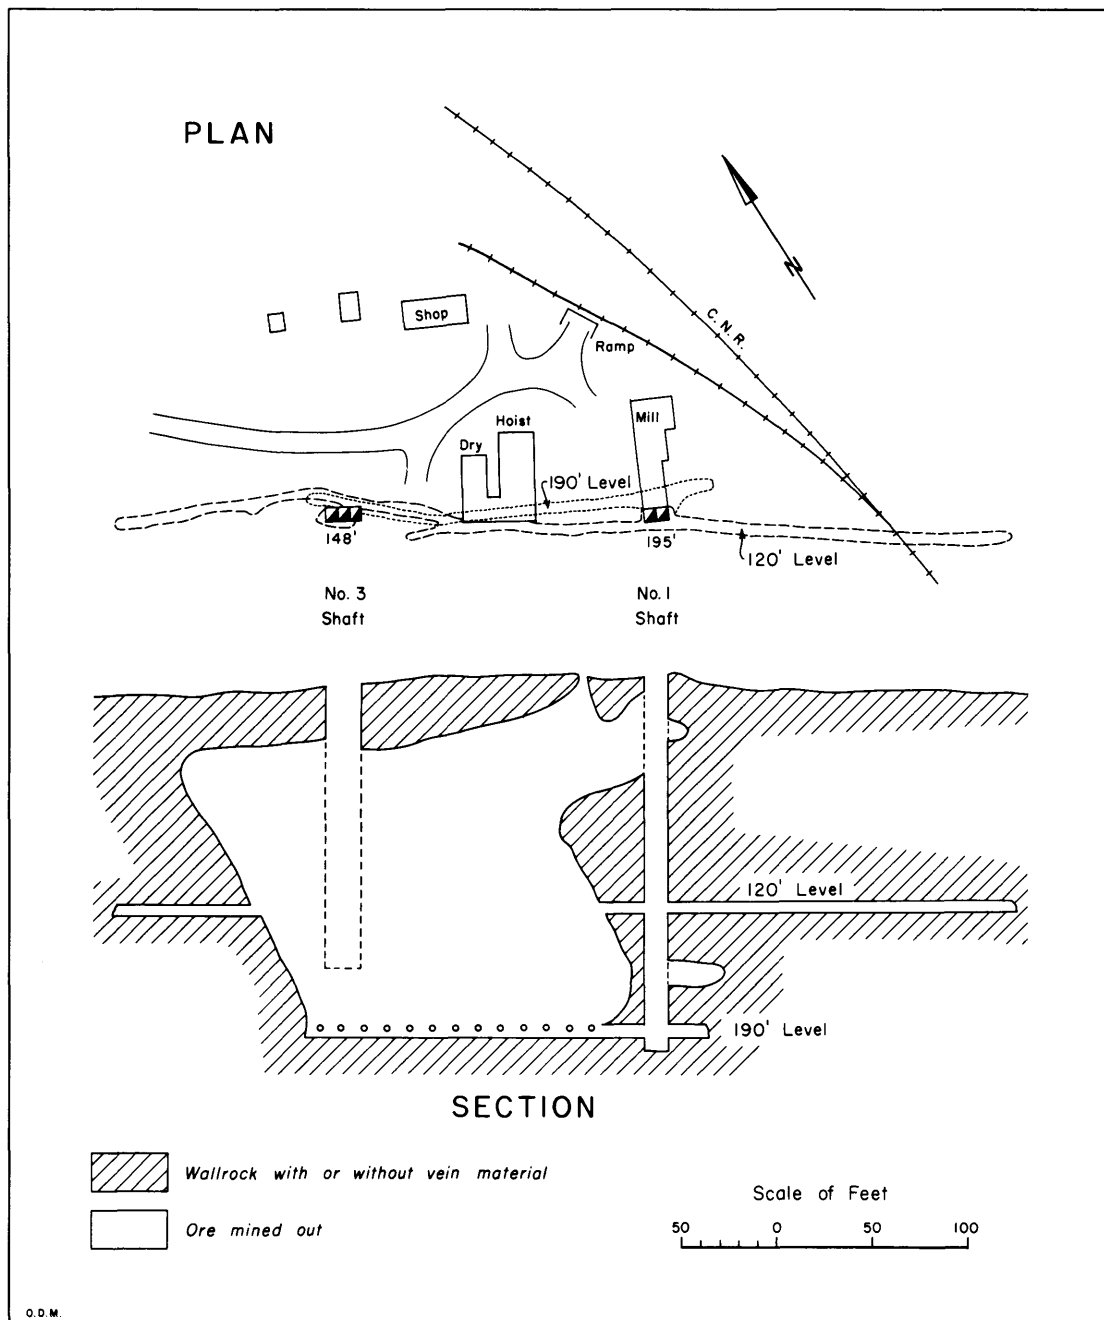 PLAN
N
C.N.R.
Shop
Ramp
Hoist
Mill
Dry
190' Level
148'
195'
120' Level
No. 3
Shaft
No. 1
Shaft
120' Level
190' Level
SECTION
Wallrock with or without vein material
Ore mined out
Scale of Feet
50 0 50 100
O.D.M.